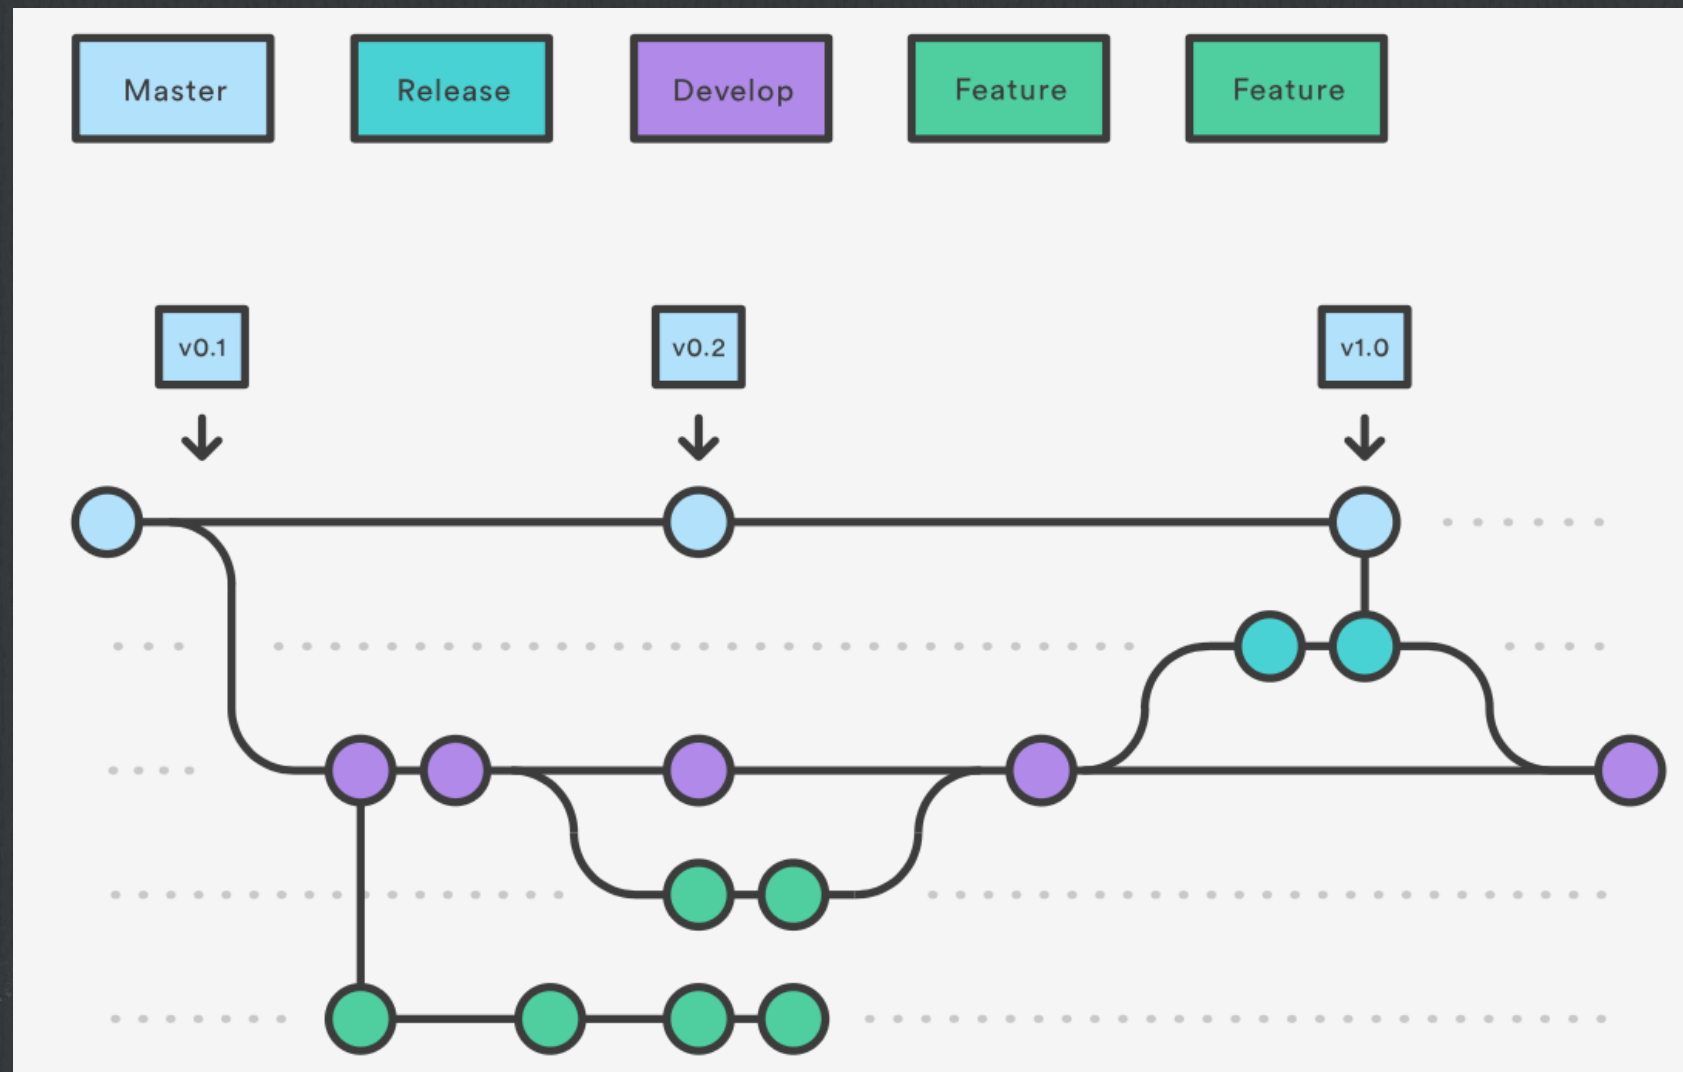 Master
Release
Develop
Feature
Feature
v0.1
v0.2
v1.0